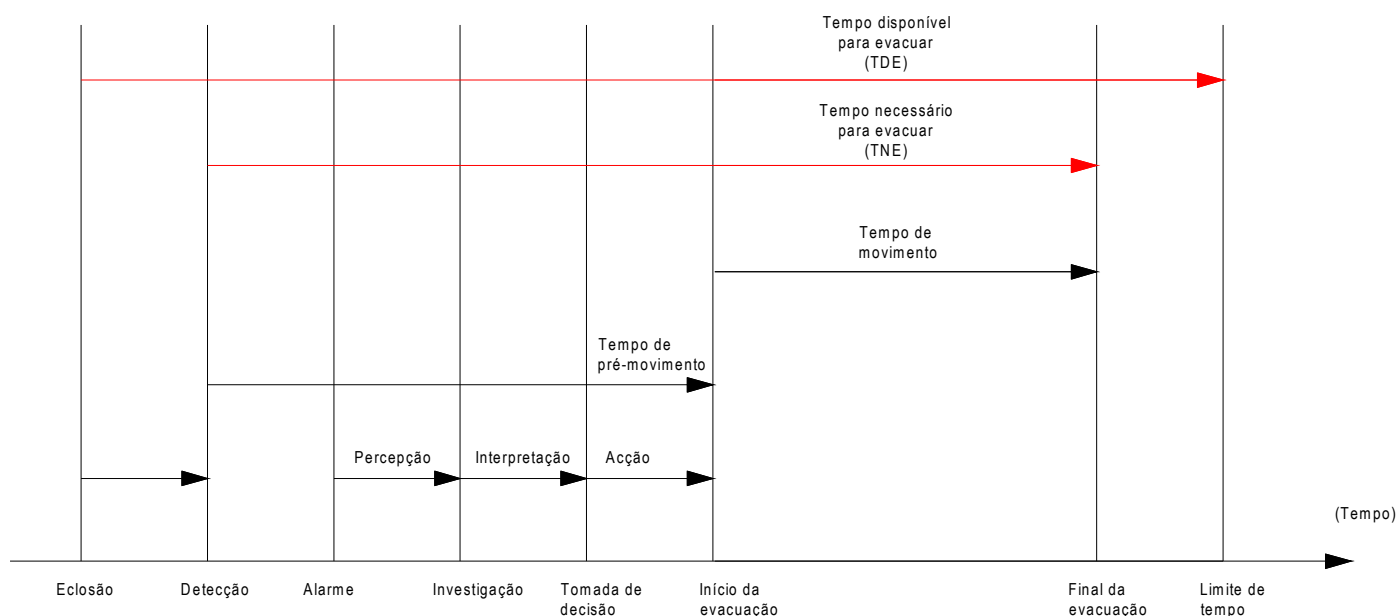 Tempo disponível
para evacuar
(TDE)
Tempo necessário
para evacuar
(TNE)
Tempo de
movimento
Tempo de
pré-movimento
Percepção
Interpretação
Acção
(Tempo)
Eclosão
Detecção
Alarme
Investigação
Tomada de
decisão
Início da
evacuação
Final da
evacuação
Limite de
tempo